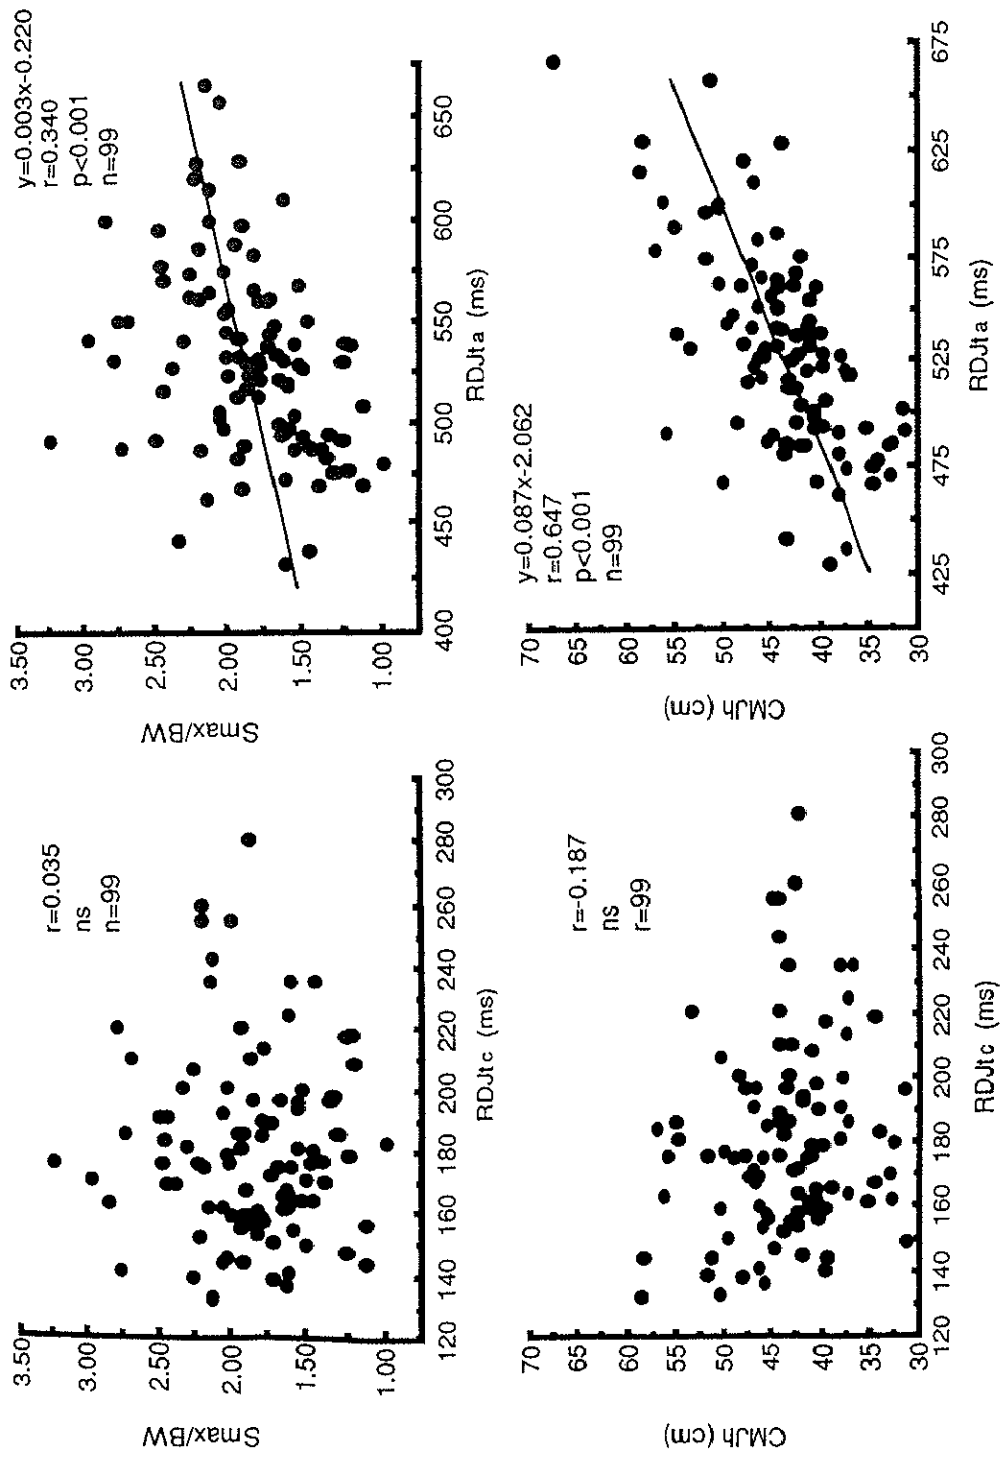 3.50
3.00
2.50
2.00
1.50
1.00
Smax/BW
r=0.035
ns
n=99
120 140 160 180 200 220 240 260 280 300
RDJtc (ms)
3.50
3.00
2.50
2.00
1.50
1.00
Smax/BW
y=0.003x-0.220
r=0.340
p<0.001
n=99
400 450 500 550 600 650
RDJta (ms)
70
60
55
50
45
40
35
30
CMJh (cm)
r=-0.187
ns
r=99
120 140 160 180 200 220 240 260 280 300
RDJtc (ms)
70
60
55
50
45
40
35
30
CMJh (cm)
y=0.087x-2.062
r=0.647
p<0.001
n=99
425 475 525 575 625 675
RDJta (ms)